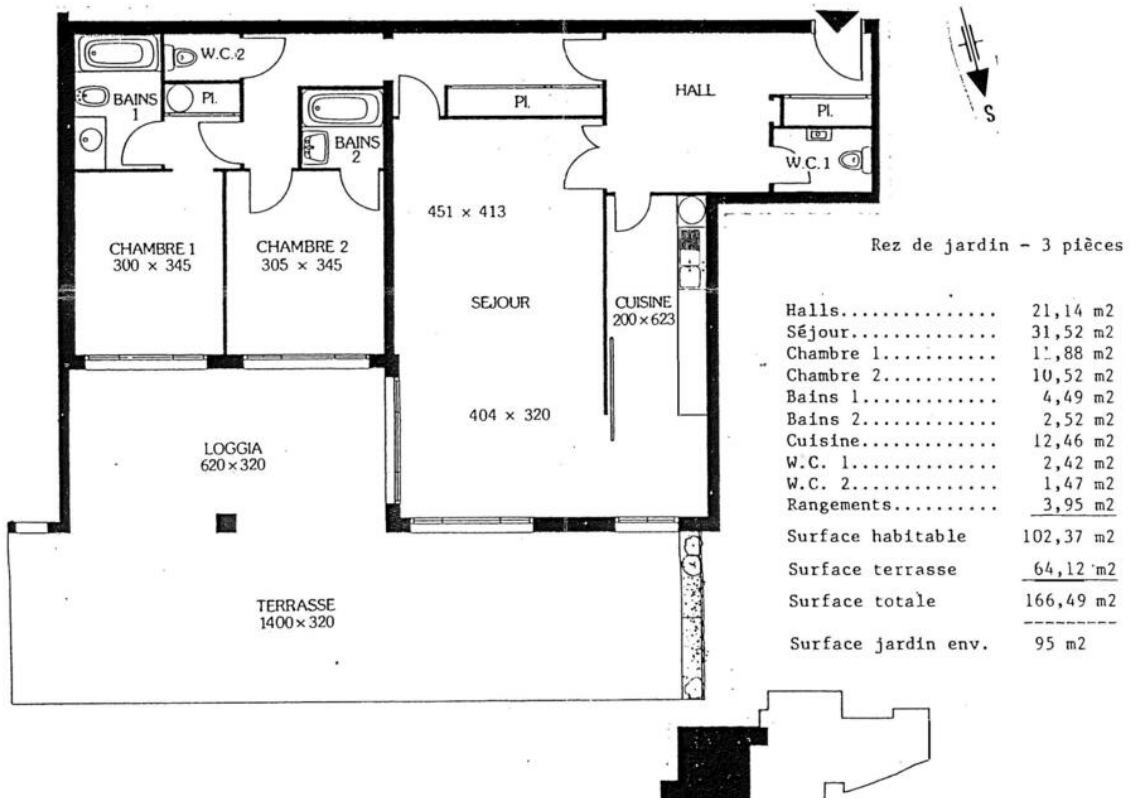 W.C.2
BAINS
1
Pl.
BAINS
2
Pl.
HALL
Pl.
W.C.1
S
451 × 413
CHAMBRE 1
300 × 345
CHAMBRE 2
305 × 345
SEJOUR
CUISINE
200×623
404 × 320
LOGGIA
620×320
TERRASSE
1400×320
Rez de jardin - 3 pièces
Halls............... 21,14 m2
Séjour.............. 31,52 m2
Chambre 1........... 11,88 m2
Chambre 2........... 10,52 m2
Bains 1............. 4,49 m2
Bains 2............. 2,52 m2
Cuisine............. 12,46 m2
W.C. 1.............. 2,42 m2
W.C. 2.............. 1,47 m2
Rangements.......... 3,95 m2
Surface habitable 102,37 m2
Surface terrasse 64,12 m2
Surface totale 166,49 m2
Surface jardin env. 95 m2